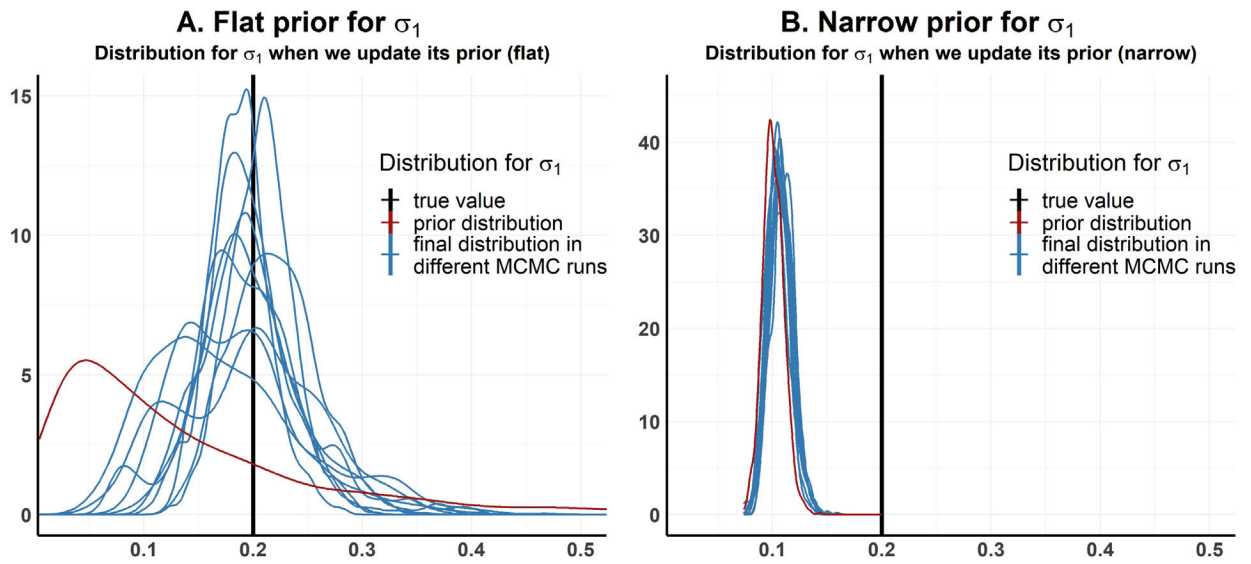 A. Flat prior for σ₁
Distribution for σ₁ when we update its prior (flat)
15
10
5
0
0.1 0.2 0.3 0.4 0.5
Distribution for σ₁
true value
prior distribution
final distribution in
different MCMC runs
B. Narrow prior for σ₁
Distribution for σ₁ when we update its prior (narrow)
40
30
20
10
0
0.1 0.2 0.3 0.4 0.5
Distribution for σ₁
true value
prior distribution
final distribution in
different MCMC runs